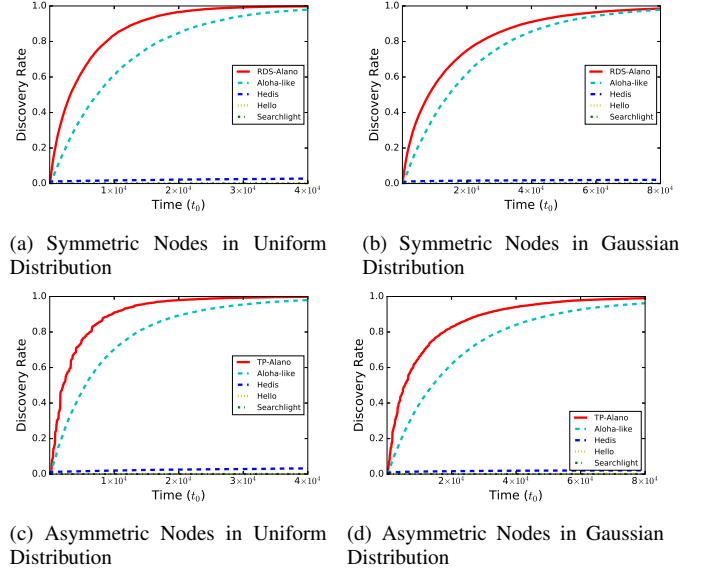 1.0
0.8
0.6
0.4
0.2
0.0
Discovery Rate
RDS-Alano
Aloha-like
Hedis
Hello
Searchlight
1×10⁴ 2×10⁴ 3×10⁴ 4×10⁴
Time (t₀)
(a) Symmetric Nodes in Uniform
Distribution
1.0
0.8
0.6
0.4
0.2
0.0
Discovery Rate
RDS-Alano
Aloha-like
Hedis
Hello
Searchlight
2×10⁴ 4×10⁴ 6×10⁴ 8×10⁴
Time (t₀)
(b) Symmetric Nodes in Gaussian
Distribution
1.0
0.8
0.6
0.4
0.2
0.0
Discovery Rate
TP-Alano
Aloha-like
Hedis
Hello
Searchlight
1×10⁴ 2×10⁴ 3×10⁴ 4×10⁴
Time (t₀)
(c) Asymmetric Nodes in Uniform
Distribution
1.0
0.8
0.6
0.4
0.2
0.0
Discovery Rate
TP-Alano
Aloha-like
Hedis
Hello
Searchlight
2×10⁴ 4×10⁴ 6×10⁴ 8×10⁴
Time (t₀)
(d) Asymmetric Nodes in Gaussian
Distribution